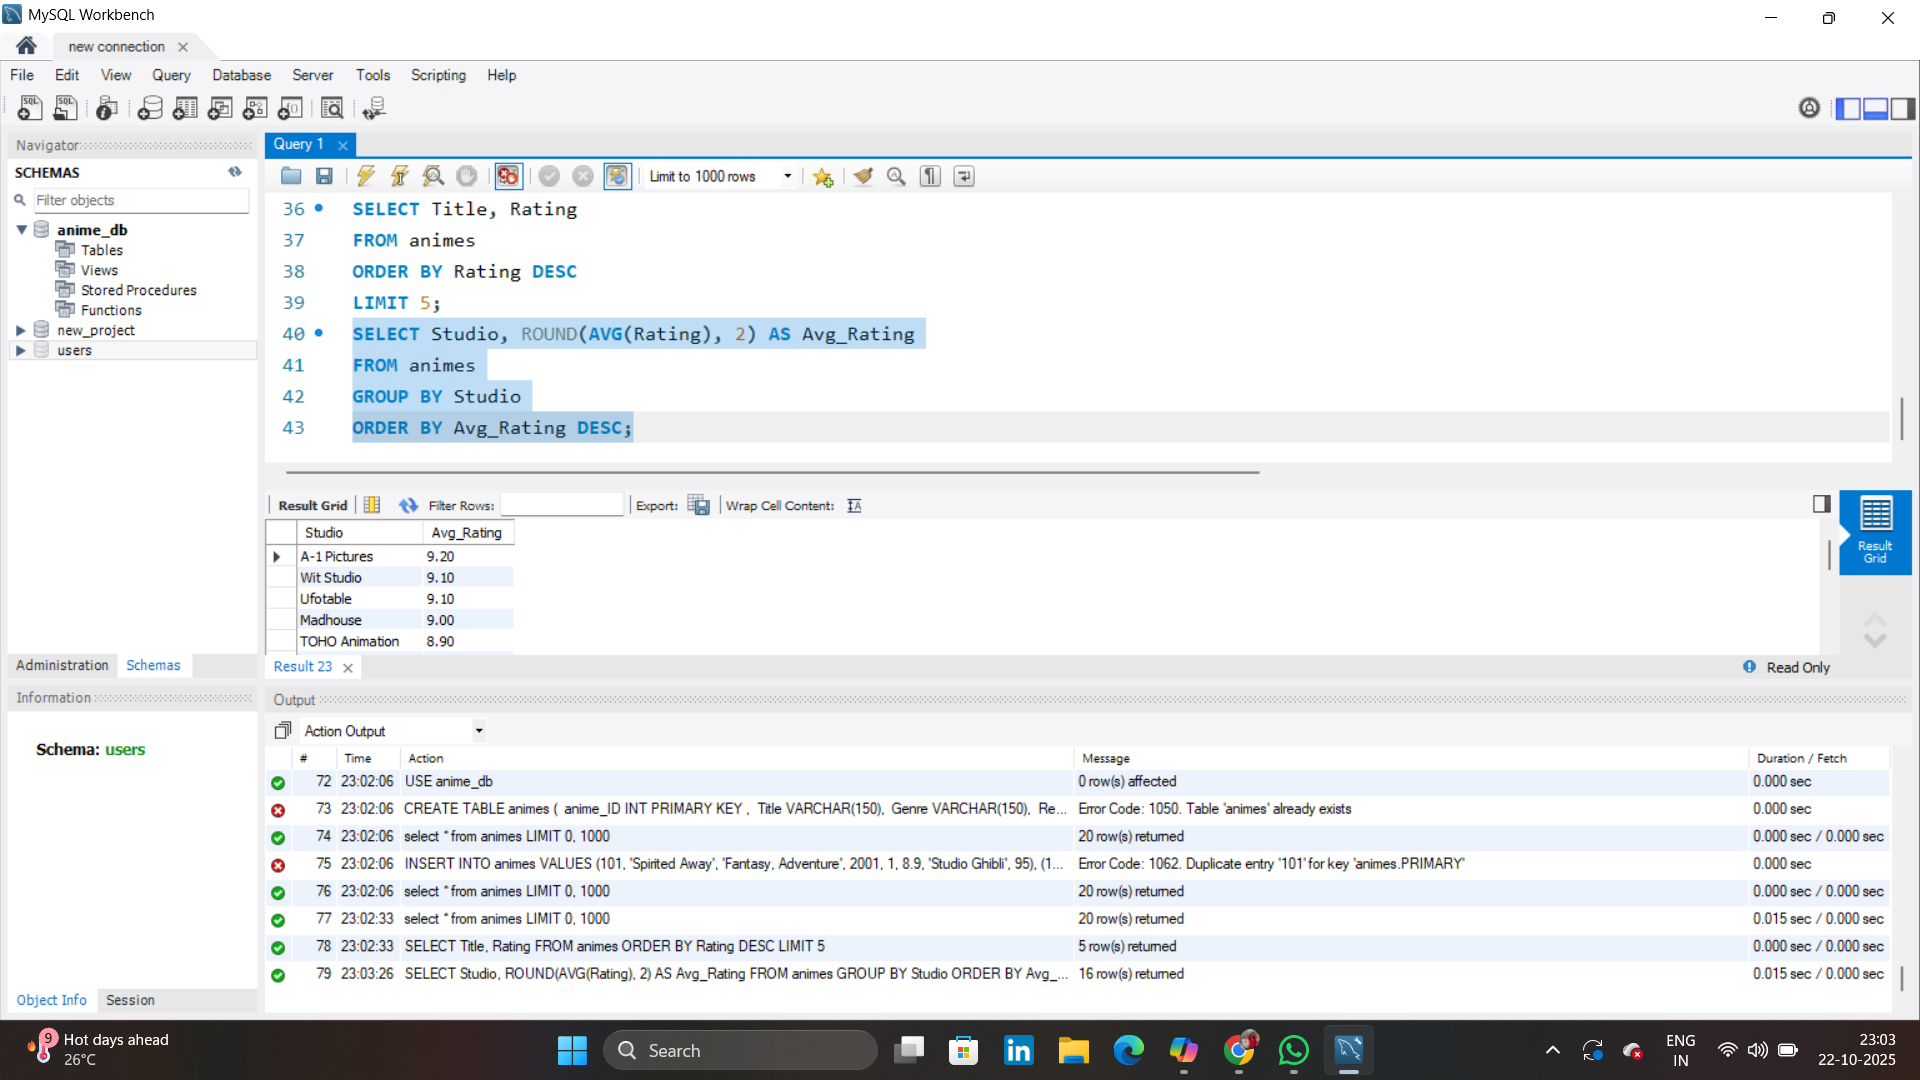 MySQL Workbench
new connection
File Edit View Query Database Server Tools Scripting Help
Navigator
SCHEMAS
Filter objects
anime_db
Tables
Views
Stored Procedures
Functions
new_project
users
Administration Schemas
Information
Schema: users
Object Info Session
Query 1
Limit to 1000 rows
36 SELECT Title, Rating
37 FROM animes
38 ORDER BY Rating DESC
39 LIMIT 5;
40 SELECT Studio, ROUND(AVG(Rating), 2) AS Avg_Rating
41 FROM animes
42 GROUP BY Studio
43 ORDER BY Avg_Rating DESC;
Result Grid Filter Rows: Export: Wrap Cell Content:
Studio Avg_Rating
A-1 Pictures 9.20
Wit Studio 9.10
Ufotable 9.10
Madhouse 9.00
TOHO Animation 8.90
Result Grid
Result 23
Read Only
Output
Action Output
# Time Action Message Duration / Fetch
72 23:02:06 USE anime_db 0 row(s) affected 0.000 sec
73 23:02:06 CREATE TABLE animes ( anime_ID INT PRIMARY KEY , Title VARCHAR(150), Genre VARCHAR(150), Re... Error Code: 1050. Table 'animes' already exists 0.000 sec
74 23:02:06 select * from animes LIMIT 0, 1000 20 row(s) returned 0.000 sec / 0.000 sec
75 23:02:06 INSERT INTO animes VALUES (101, 'Spirited Away', 'Fantasy, Adventure', 2001, 1, 8.9, 'Studio Ghibli', 95), (1... Error Code: 1062. Duplicate entry '101' for key 'animes.PRIMARY' 0.000 sec
76 23:02:06 select * from animes LIMIT 0, 1000 20 row(s) returned 0.000 sec / 0.000 sec
77 23:02:33 select * from animes LIMIT 0, 1000 20 row(s) returned 0.015 sec / 0.000 sec
78 23:02:33 SELECT Title, Rating FROM animes ORDER BY Rating DESC LIMIT 5 5 row(s) returned 0.000 sec / 0.000 sec
79 23:03:26 SELECT Studio, ROUND(AVG(Rating), 2) AS Avg_Rating FROM animes GROUP BY Studio ORDER BY Avg_... 16 row(s) returned 0.015 sec / 0.000 sec
9
Hot days ahead
26°C
Search
ENG
IN
23:03
22-10-2025